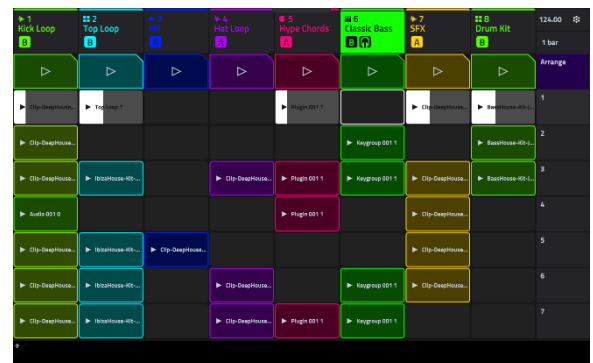 1 2 3 4 5 6 7 8 124.00
Kick Loop Top Loop Fill Hat Loop Hype Chords Classic Bass SFX Drum Kit
B B A A A B A B 1 bar
Arrange
Clip-DeepHouse... Top Loop 1 Plugin 001 1 Clip-DeepHouse... BassHouse-Kit-J... 1
Clip-DeepHouse... Keygroup 001 1 BassHouse-Kit-J... 2
Clip-DeepHouse... IbizaHouse-Kit-... Clip-DeepHouse... Plugin 001 1 Keygroup 001 1 Clip-DeepHouse... BassHouse-Kit-J... 3
Audio 001 0 Plugin 001 1 Clip-DeepHouse... 4
Clip-DeepHouse... IbizaHouse-Kit-... Clip-DeepHouse... Clip-DeepHouse... 5
Clip-DeepHouse... IbizaHouse-Kit-... Clip-DeepHouse... Keygroup 001 1 Clip-DeepHouse... 6
Clip-DeepHouse... IbizaHouse-Kit-... Clip-DeepHouse... Plugin 001 1 Keygroup 001 1 7